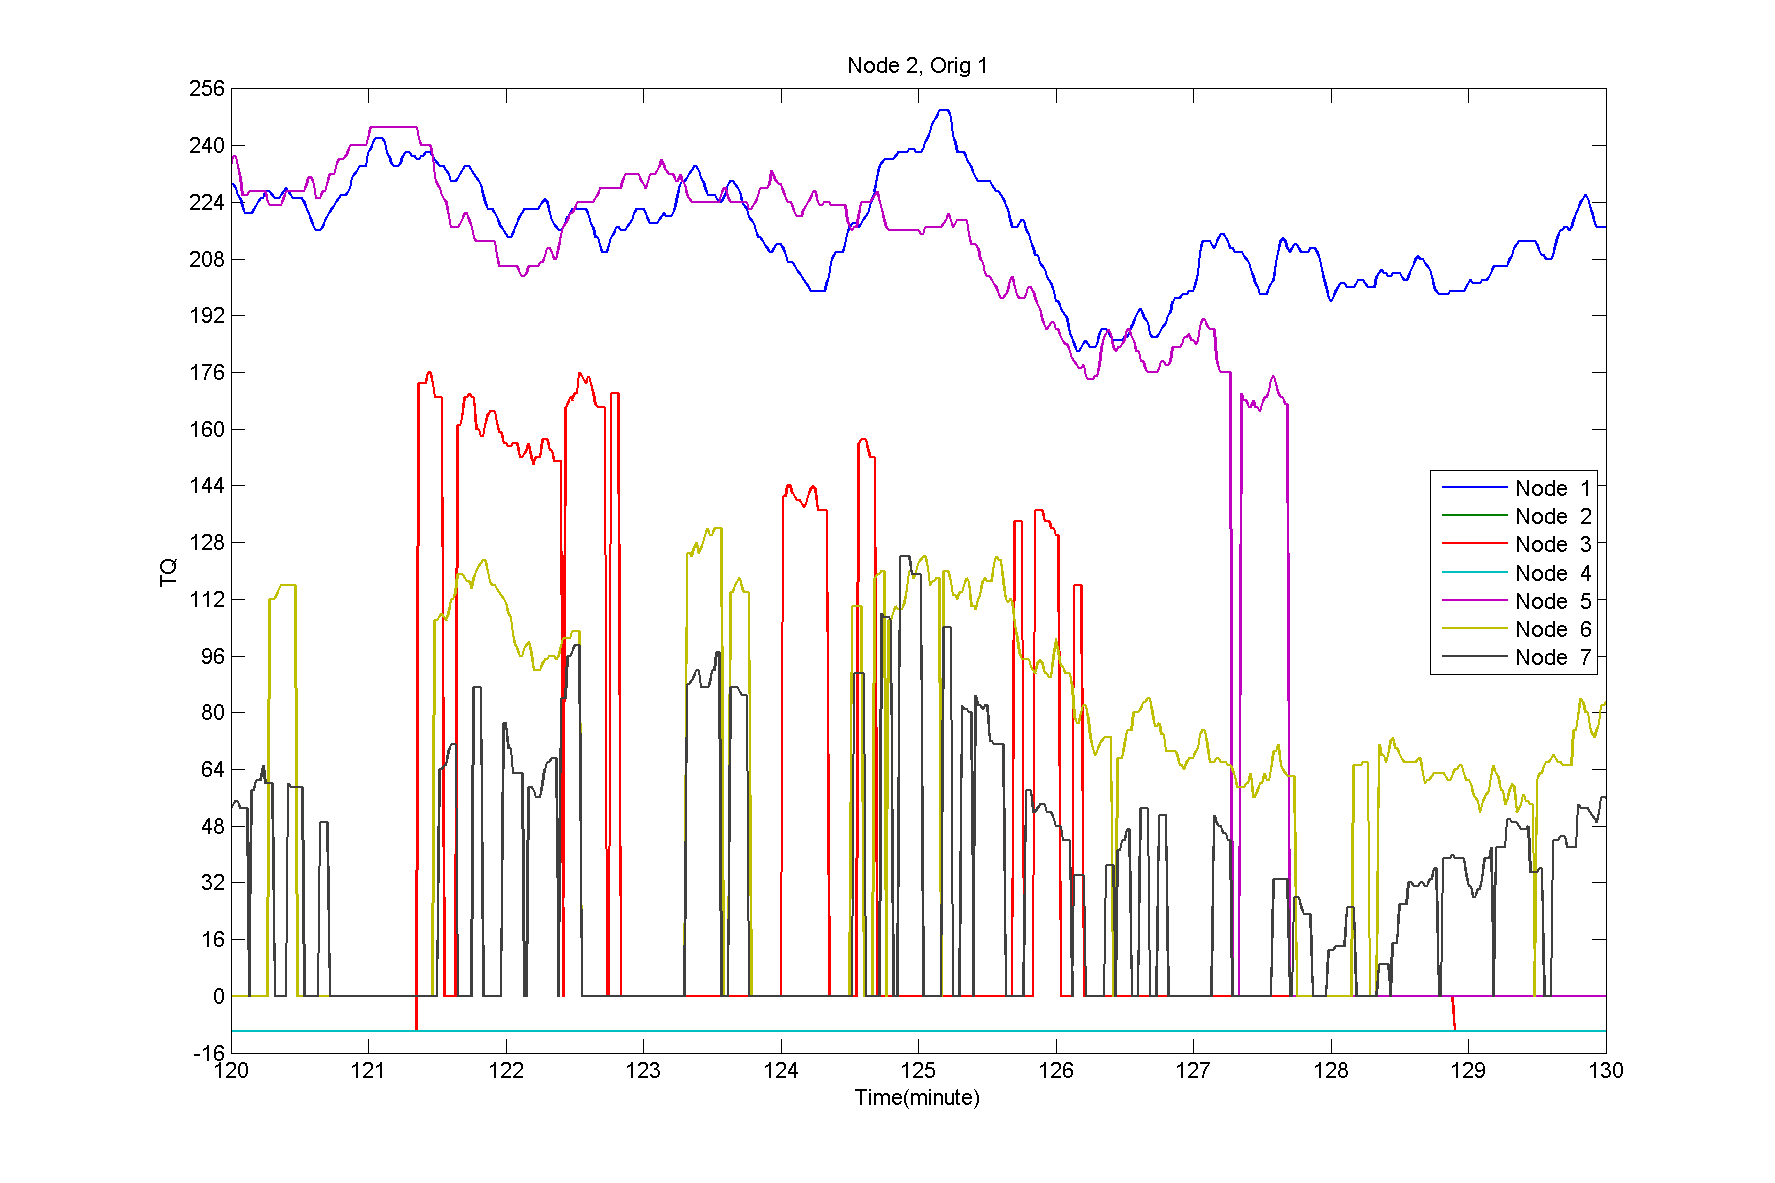 Node 2, Orig 1
256
240
224
208
192
176
160
144
128
112
96
80
64
48
32
16
0
-16
TQ
Node 1
Node 2
Node 3
Node 4
Node 5
Node 6
Node 7
120 121 122 123 124 125 126 127 128 129 130
Time(minute)